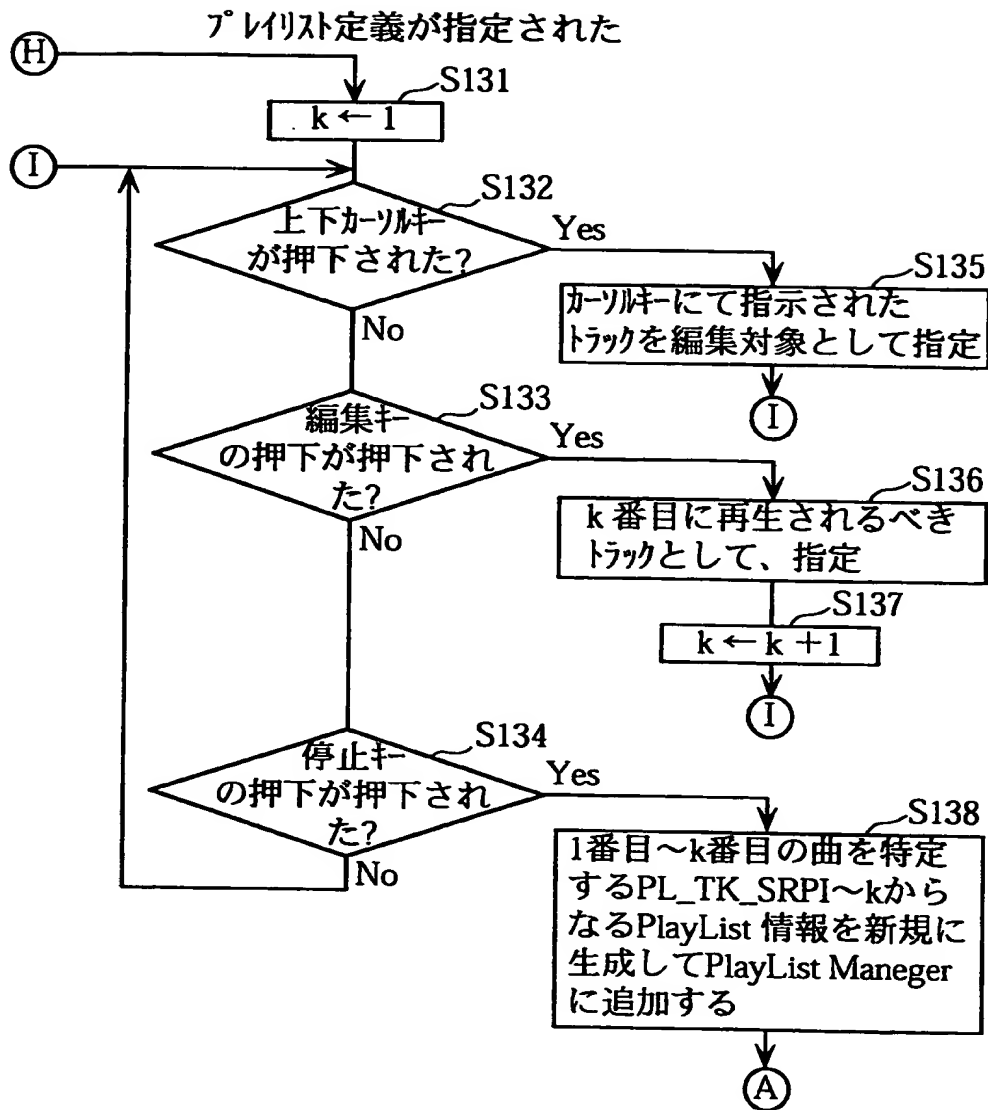 プレイリスト定義が指定された
H
S131
k ← 1
I
S132
上下カーソルキー
が押下された?
Yes
No
S135
カーソルキーにて指示された
トラックを編集対象として指定
I
S133
編集キー
の押下が押下され
た?
Yes
No
S136
k 番目に再生されるべき
トラックとして、指定
S137
k ← k +1
I
S134
停止キー
の押下が押下され
た?
Yes
No
S138
1番目〜k番目の曲を特定
するPL_TK_SRPI〜kから
なるPlayList 情報を新規に
生成してPlayList Maneger
に追加する
A